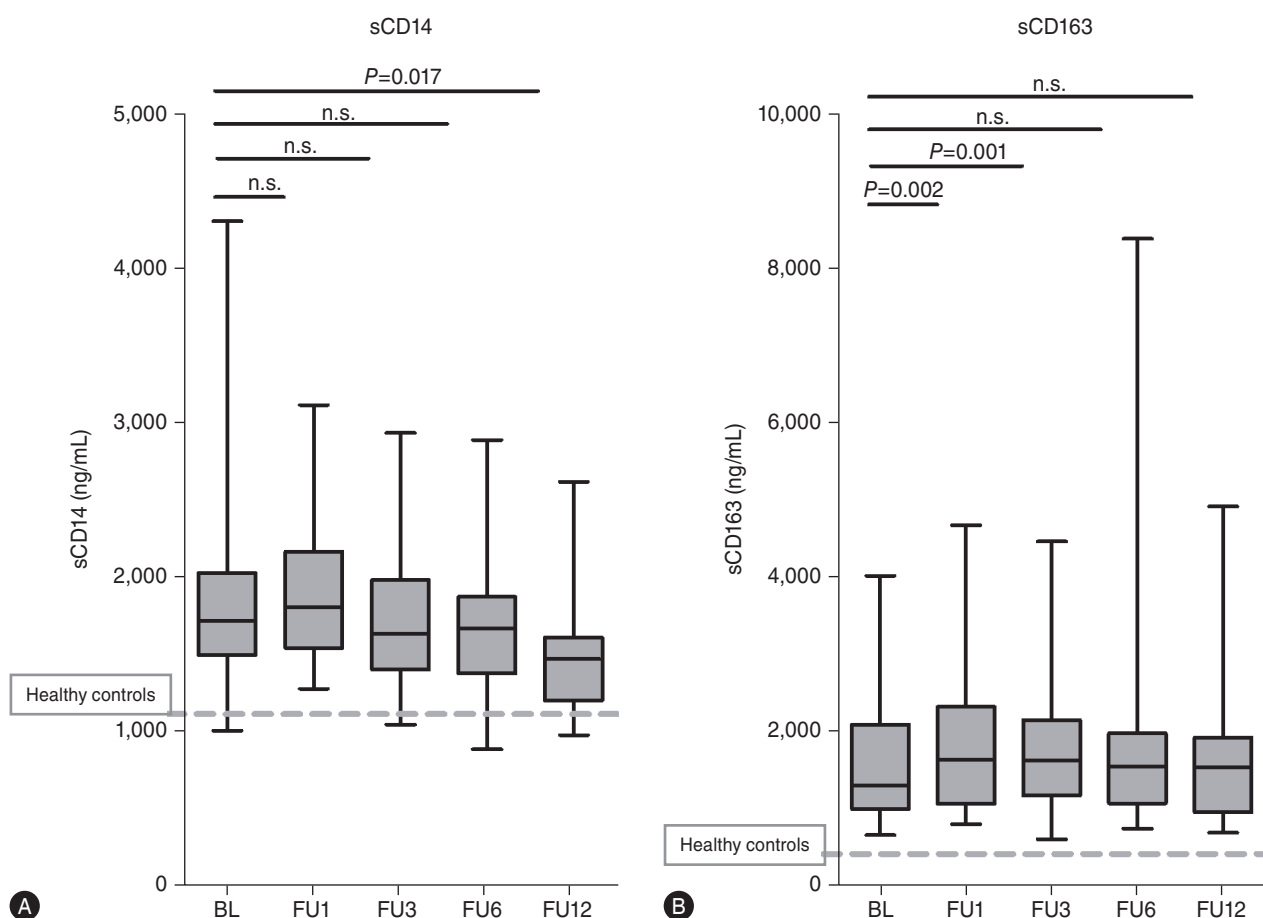 sCD14
P=0.017
n.s.
n.s.
n.s.
5,000
4,000
3,000
2,000
1,000
0
sCD14 (ng/mL)
Healthy controls
BL FU1 FU3 FU6 FU12
A
sCD163
n.s.
n.s.
P=0.001
P=0.002
10,000
8,000
6,000
4,000
2,000
0
sCD163 (ng/mL)
Healthy controls
BL FU1 FU3 FU6 FU12
B